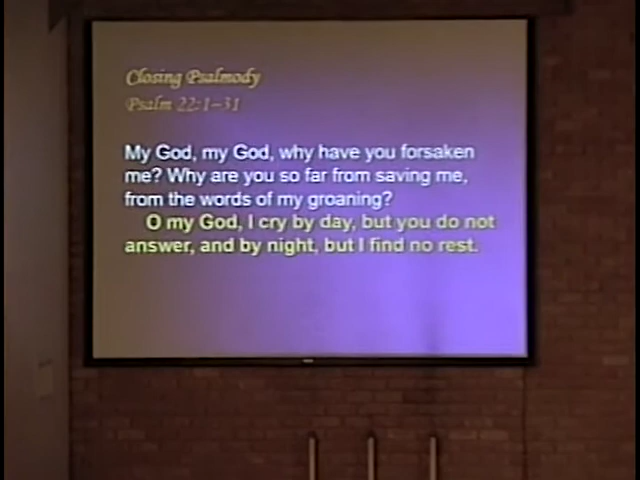 Closing Psalmody
Psalm 22:1–31
My God, my God, why have you forsaken
me? Why are you so far from saving me,
from the words of my groaning?
O my God, I cry by day, but you do not
answer, and by night, but I find no rest.